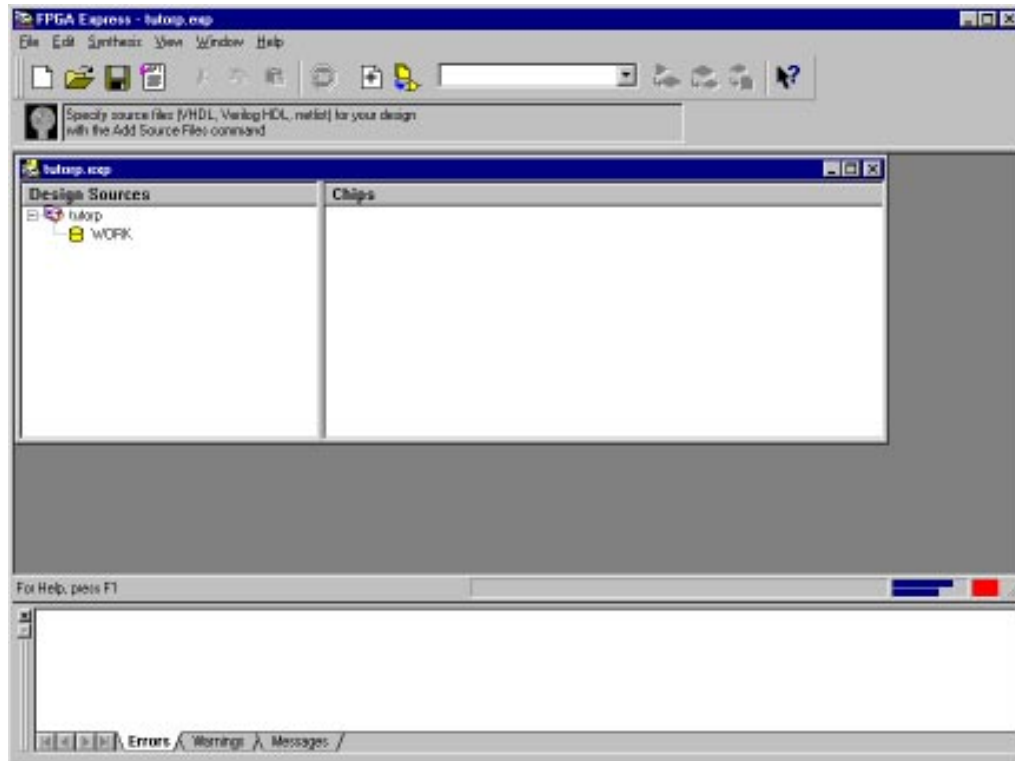 FPGA Express - tutorp.exp
File Edit Synthesis View Window Help
Specify source files (VHDL, Verilog HDL, netlist) for your design
with the Add Source Files command
tutorp.exp
Design Sources
Chips
tutorp
WORK
For Help, press F1
Errors Warnings Messages